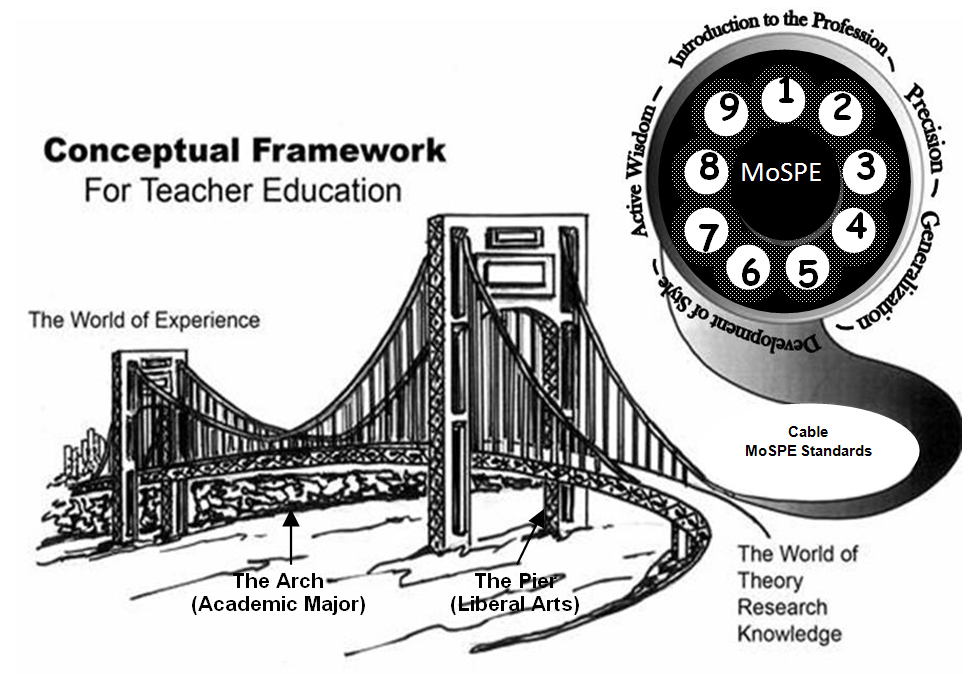 Conceptual Framework
For Teacher Education
The World of Experience
Introduction to the Profession
Precision
Generalization
Development of Style
Active Wisdom
1
2
3
4
5
6
7
8
9
MoSPE
Cable
MoSPE Standards
The Arch
(Academic Major)
The Pier
(Liberal Arts)
The World of
Theory
Research
Knowledge